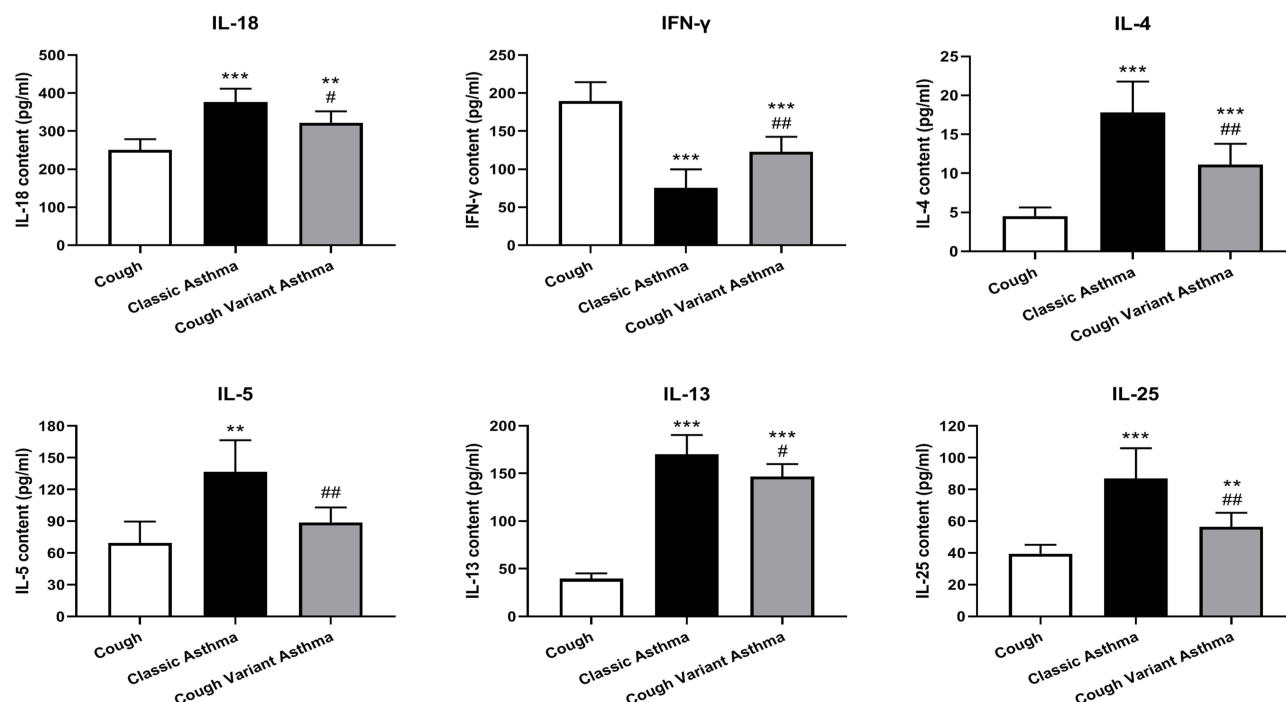 IL-18
IL-18 content (pg/ml)
500
400
300
200
100
0
***
**
#
Cough
Classic Asthma
Cough Variant Asthma
IFN-γ
IFN-γ content (pg/ml)
250
200
150
100
50
0
***
***
##
Cough
Classic Asthma
Cough Variant Asthma
IL-4
IL-4 content (pg/ml)
25
20
15
10
5
0
***
***
##
Cough
Classic Asthma
Cough Variant Asthma
IL-5
IL-5 content (pg/ml)
180
150
120
90
60
30
0
**
##
Cough
Classic Asthma
Cough Variant Asthma
IL-13
IL-13 content (pg/ml)
200
150
100
50
0
***
***
#
Cough
Classic Asthma
Cough Variant Asthma
IL-25
IL-25 content (pg/ml)
120
100
80
60
40
20
0
***
**
##
Cough
Classic Asthma
Cough Variant Asthma